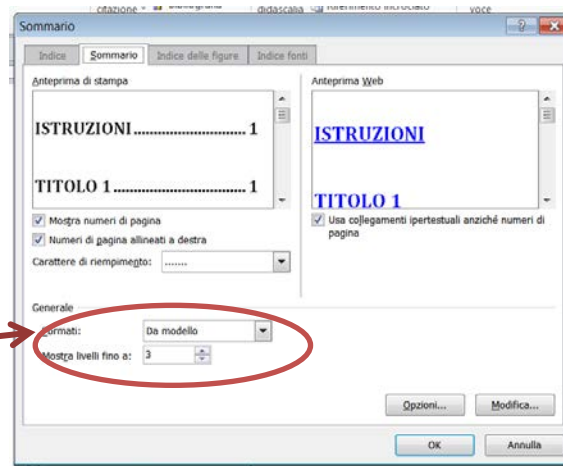 citazione
Bibliografia
didascalia
Riferimento incrociato
voce
Sommario
Indice
Sommario
Indice delle figure
Indice fonti
Anteprima di stampa
Anteprima Web
ISTRUZIONI.............................. 1
TITOLO 1................................... 1
ISTRUZIONI
TITOLO 1
Mostra numeri di pagina
Numeri di pagina allineati a destra
Carattere di riempimento: .......
Usa collegamenti ipertestuali anziché numeri di
pagina
Generale
Formati: Da modello
Mostra livelli fino a: 3
Opzioni...
Modifica...
OK
Annulla